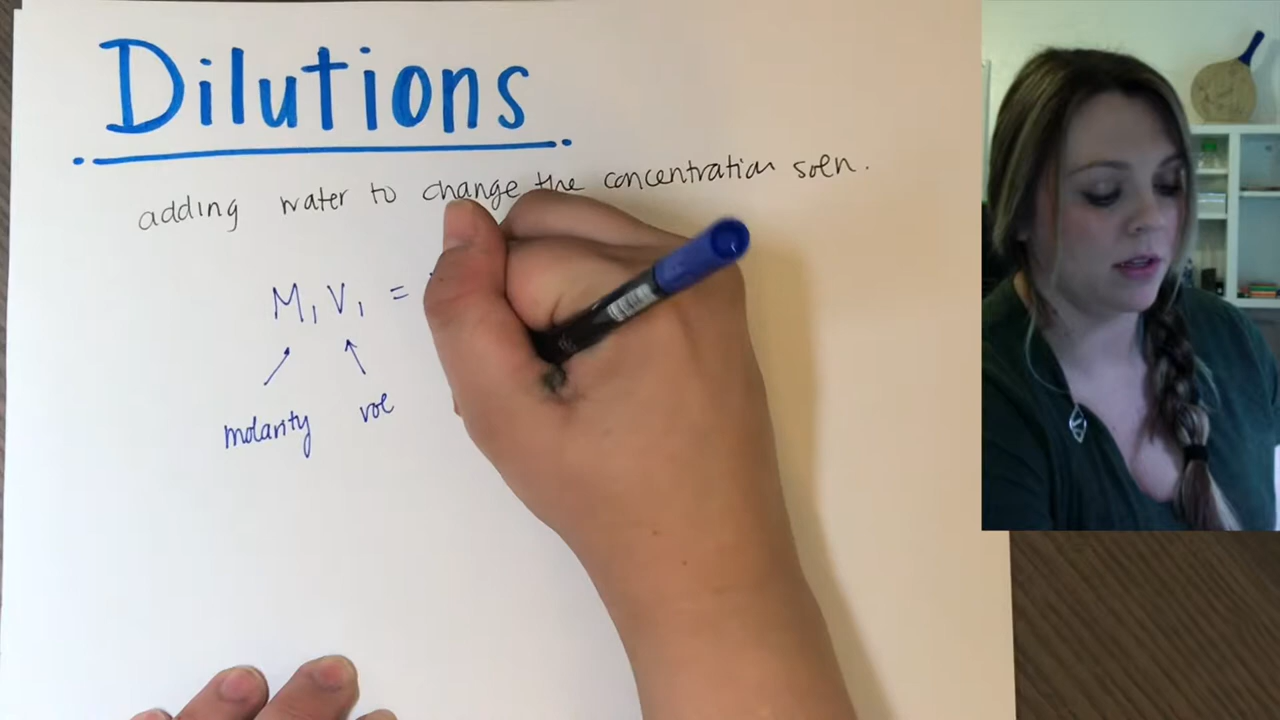 Dilutions
adding water to change the concentration soln.
M₁V₁ =
molarity vol